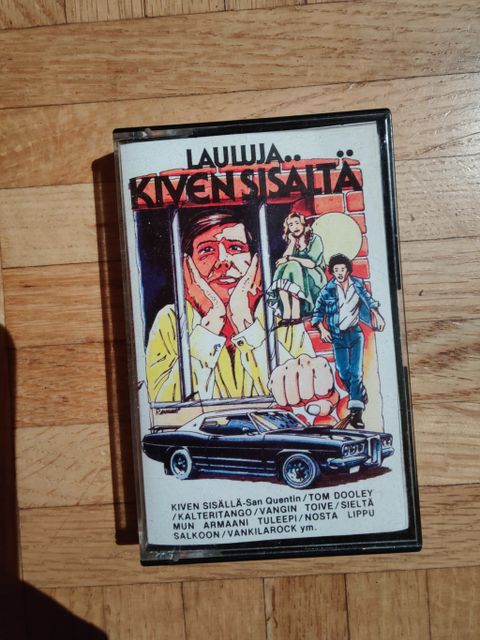 LAULUJA..
KIVEN SISÄLTÄ
KIVEN SISÄLLÄ-San Quentin/TOM DOOLEY
/KALTERITANGO/VANGIN TOIVE/SIELTÄ
MUN ARMAANI TULEEPI/NOSTA LIPPU
SALKOON/VANKILAROCK ym.